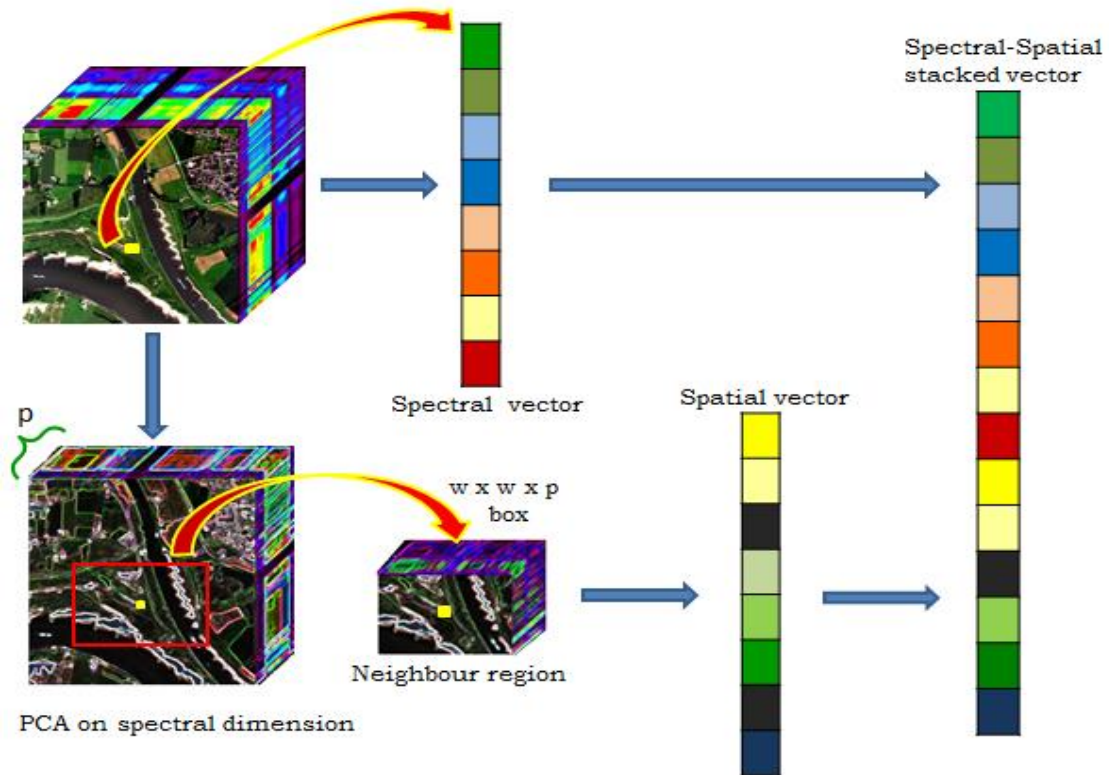 Spectral-Spatial
stacked vector
Spectral vector
Spatial vector
p
w x w x p
box
Neighbour region
PCA on spectral dimension